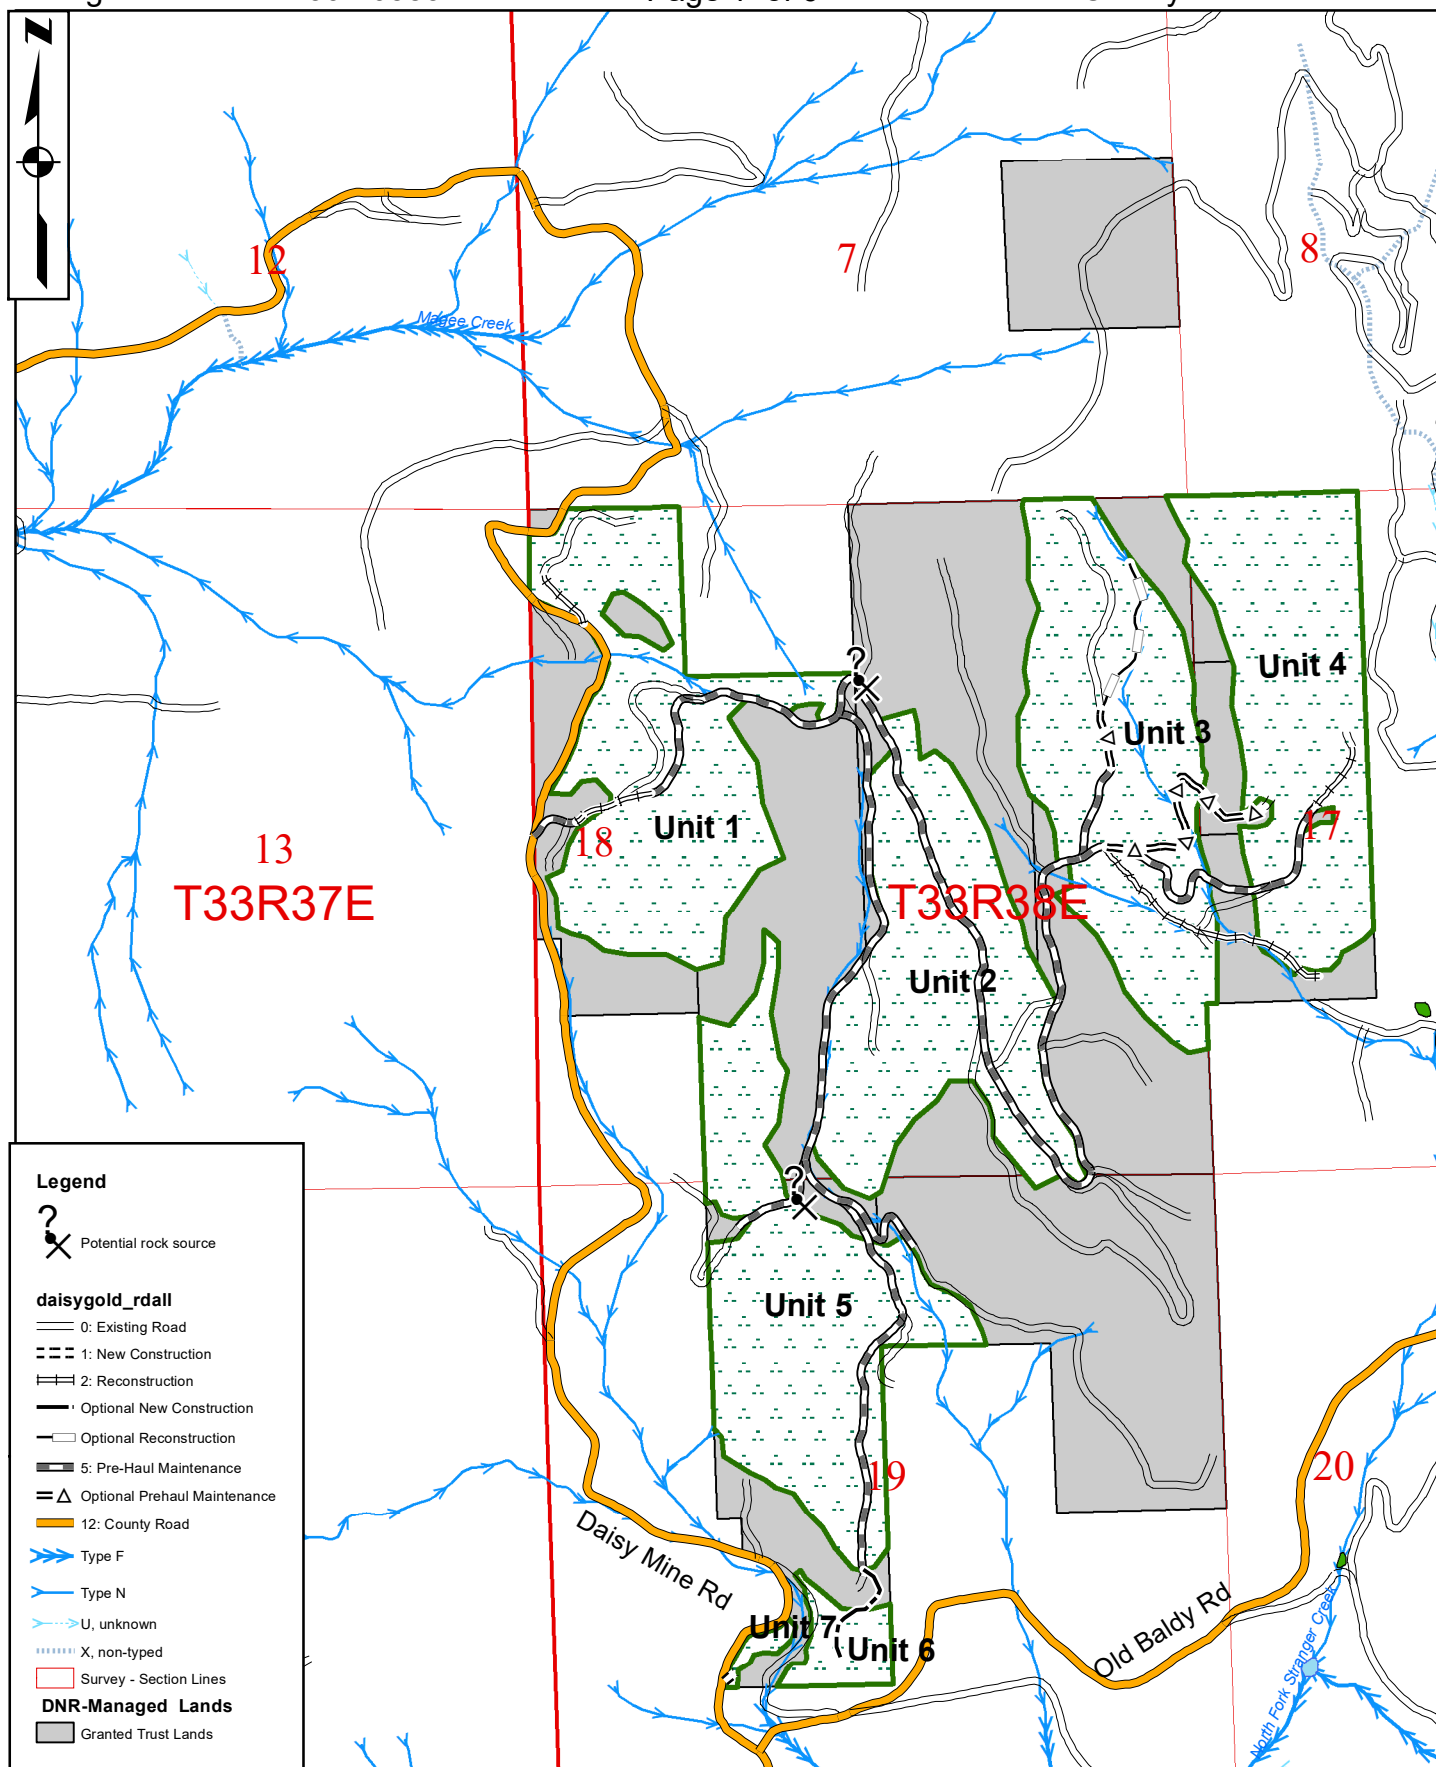 Z
12
7
8
Magee Creek
Unit 4
?
Unit 3
Unit 1
18
17
13
T33R37E
T33R38E
Unit 2
?
Unit 5
19
20
Daisy Mine Rd
Old Baldy Rd
Unit 7
Unit 6
North Fork Stranger Creek
Legend
?
Potential rock source
daisygold_rdall
0: Existing Road
1: New Construction
2: Reconstruction
Optional New Construction
Optional Reconstruction
5: Pre-Haul Maintenance
Optional Prehaul Maintenance
12: County Road
Type F
Type N
U, unknown
X, non-typed
Survey - Section Lines
DNR-Managed Lands
Granted Trust Lands